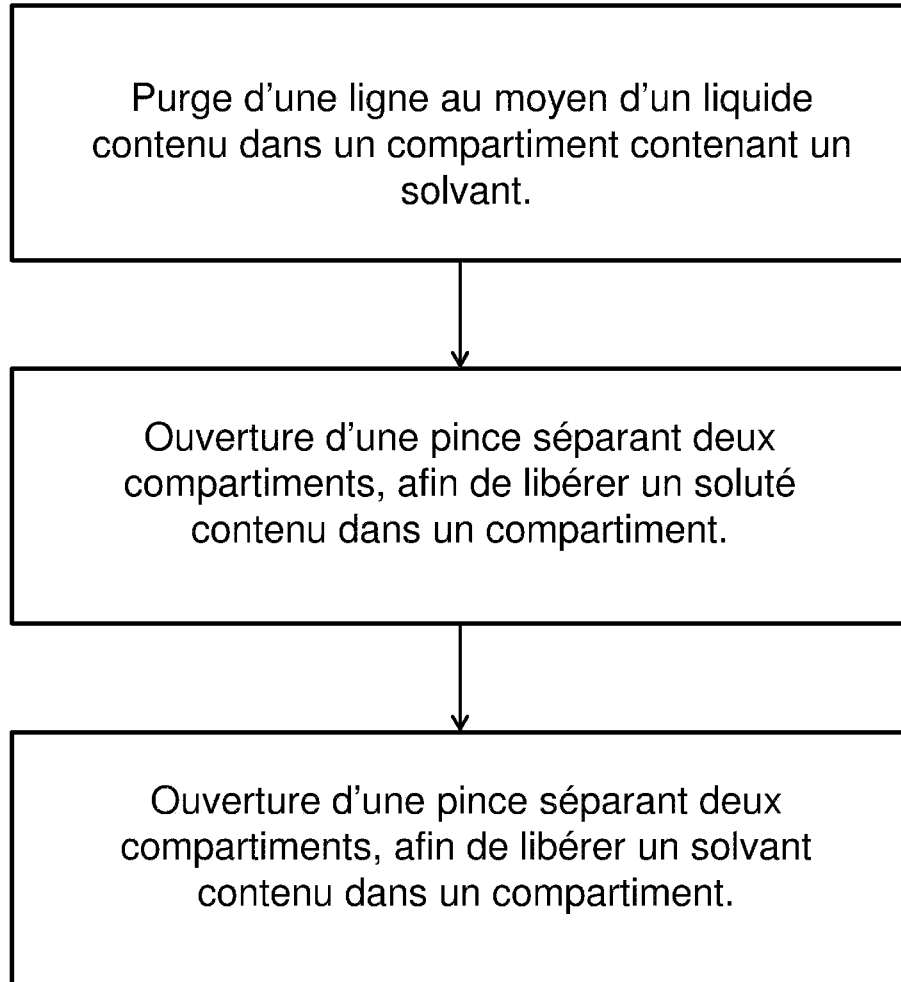 Purge d'une ligne au moyen d'un liquide
contenu dans un compartiment contenant un
solvant.
Ouverture d'une pince séparant deux
compartiments, afin de libérer un soluté
contenu dans un compartiment.
Ouverture d'une pince séparant deux
compartiments, afin de libérer un solvant
contenu dans un compartiment.